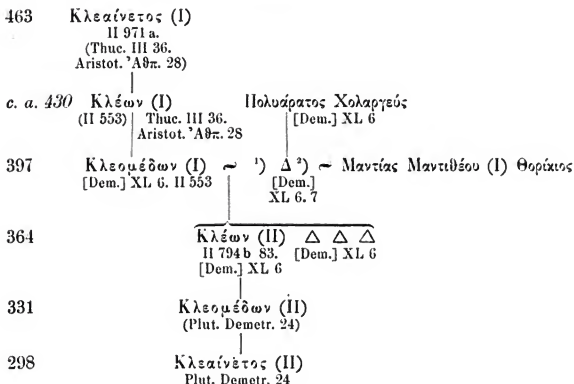 463 Κλεαίνετος (I)
II 971 a.
(Thuc. III 36.
Aristot. Ἀθπ. 28)
c. a. 430 Κλέων (I) Πολυάρατος Χολαργεύς
(II 553) Thuc. III 36. [Dem.] XL 6
Aristot. Ἀθπ. 28
397 Κλεομέδων (I) ~ ¹) Δ ²) ~ Μαντίας Μαντιθέου (I) Θορίκιος
[Dem.] XL 6. II 553 [Dem.]
XL 6. 7
364 Κλέων (II) Δ Δ Δ
II 794 b 83. [Dem.] XL 6
[Dem.] XL 6
331 Κλεομέδων (II)
(Plut. Demetr. 24)
298 Κλεαίνετος (II)
Plut. Demetr. 24